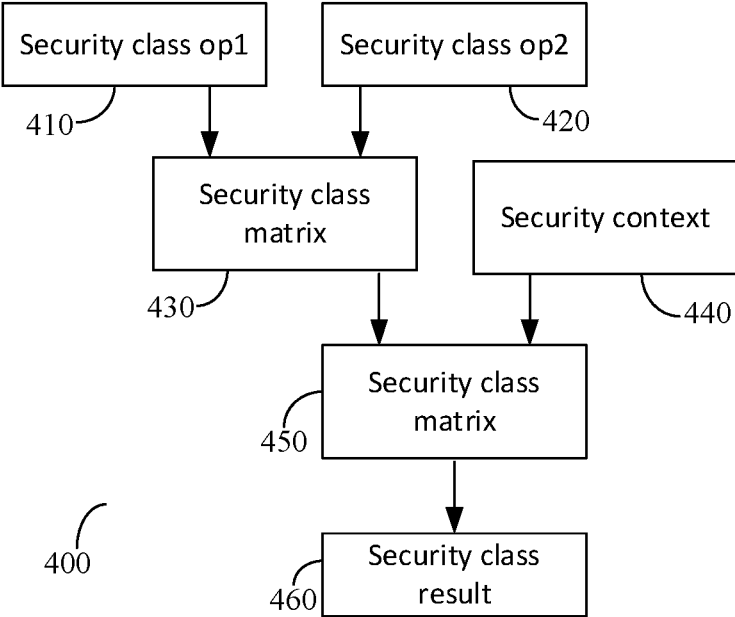 Security class op1
Security class op2
410
420
Security class
matrix
Security context
430
440
Security class
matrix
450
400
Security class
result
460